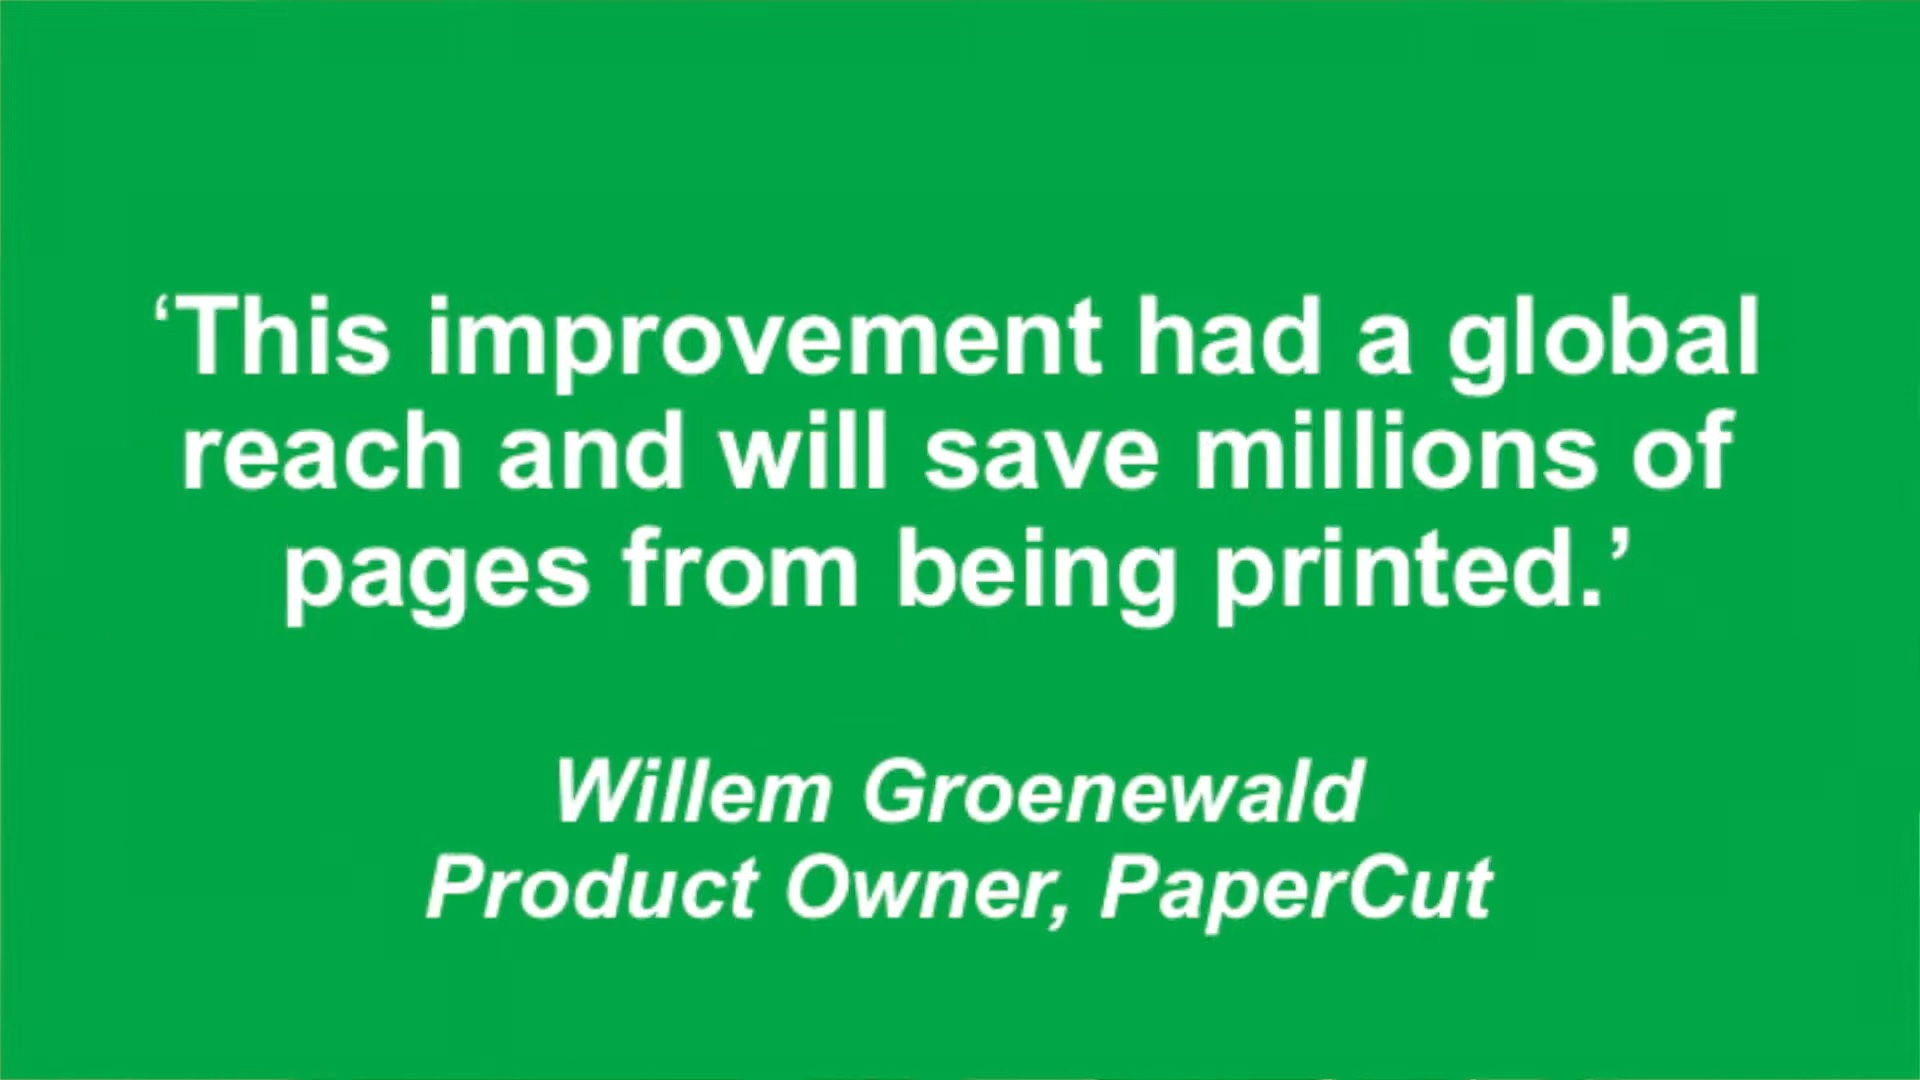 ‘This improvement had a global
reach and will save millions of
pages from being printed.’
Willem Groenewald
Product Owner, PaperCut